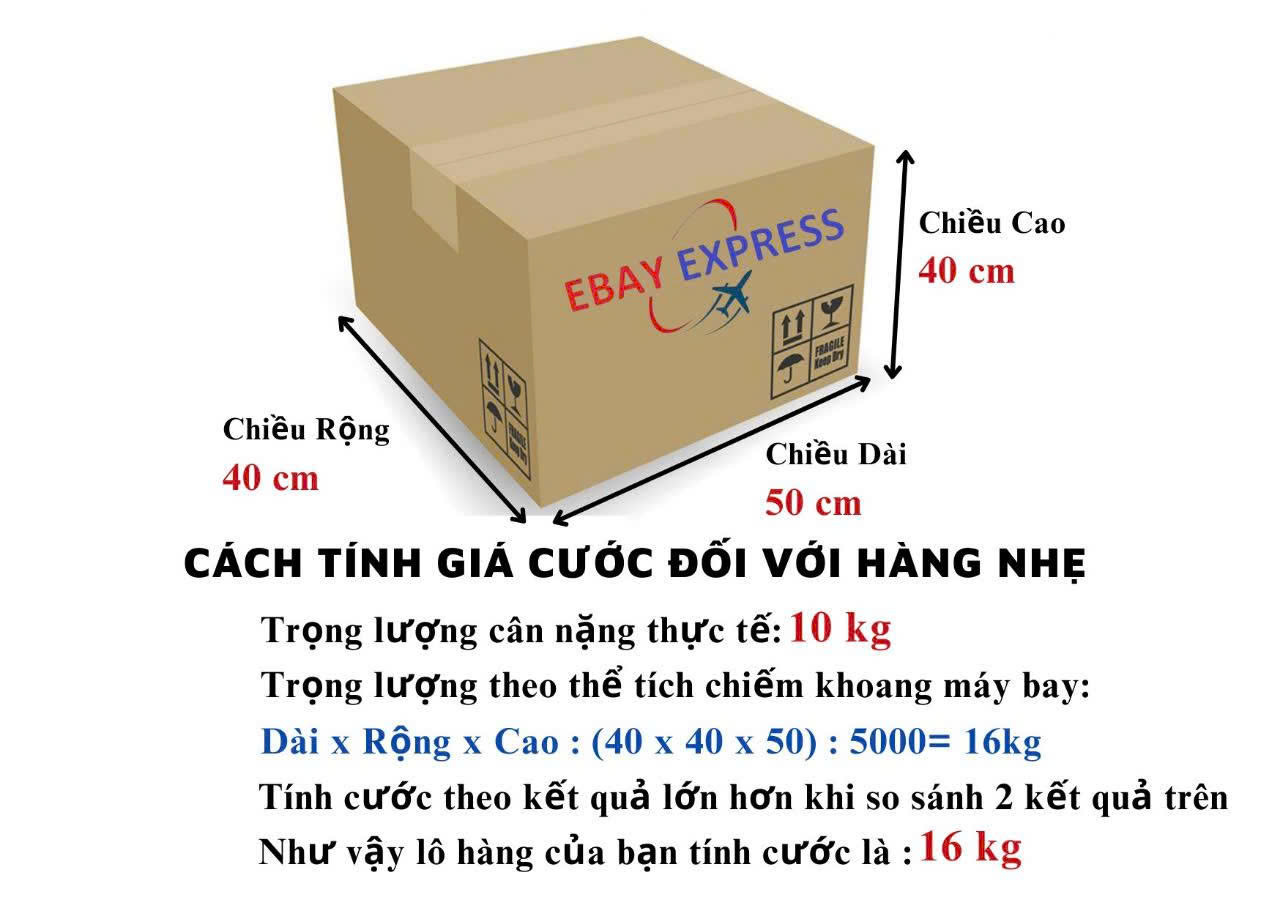 EBAY EXPRESS
FRAGILE
Keep Dry
FRAGILE
Keep Dry
Chiều Cao
40 cm
Chiều Rộng
40 cm
Chiều Dài
50 cm
CÁCH TÍNH GIÁ CƯỚC ĐỐI VỚI HÀNG NHẸ
Trọng lượng cân nặng thực tế: 10 kg
Trọng lượng theo thể tích chiếm khoang máy bay:
Dài x Rộng x Cao : (40 x 40 x 50) : 5000= 16kg
Tính cước theo kết quả lớn hơn khi so sánh 2 kết quả trên
Như vậy lô hàng của bạn tính cước là : 16 kg